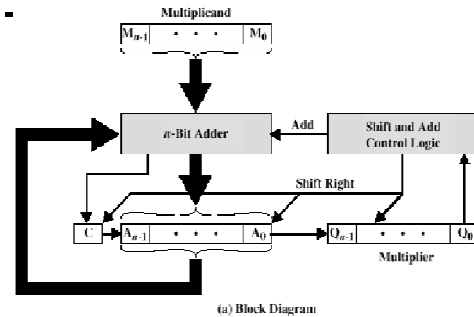 Multiplicand
Mn-1 · · · M0
n-Bit Adder
Add
Shift and Add
Control Logic
Shift Right
C
An-1 · · · A0
Qn-1 · · · Q0
Multiplier
(a) Block Diagram